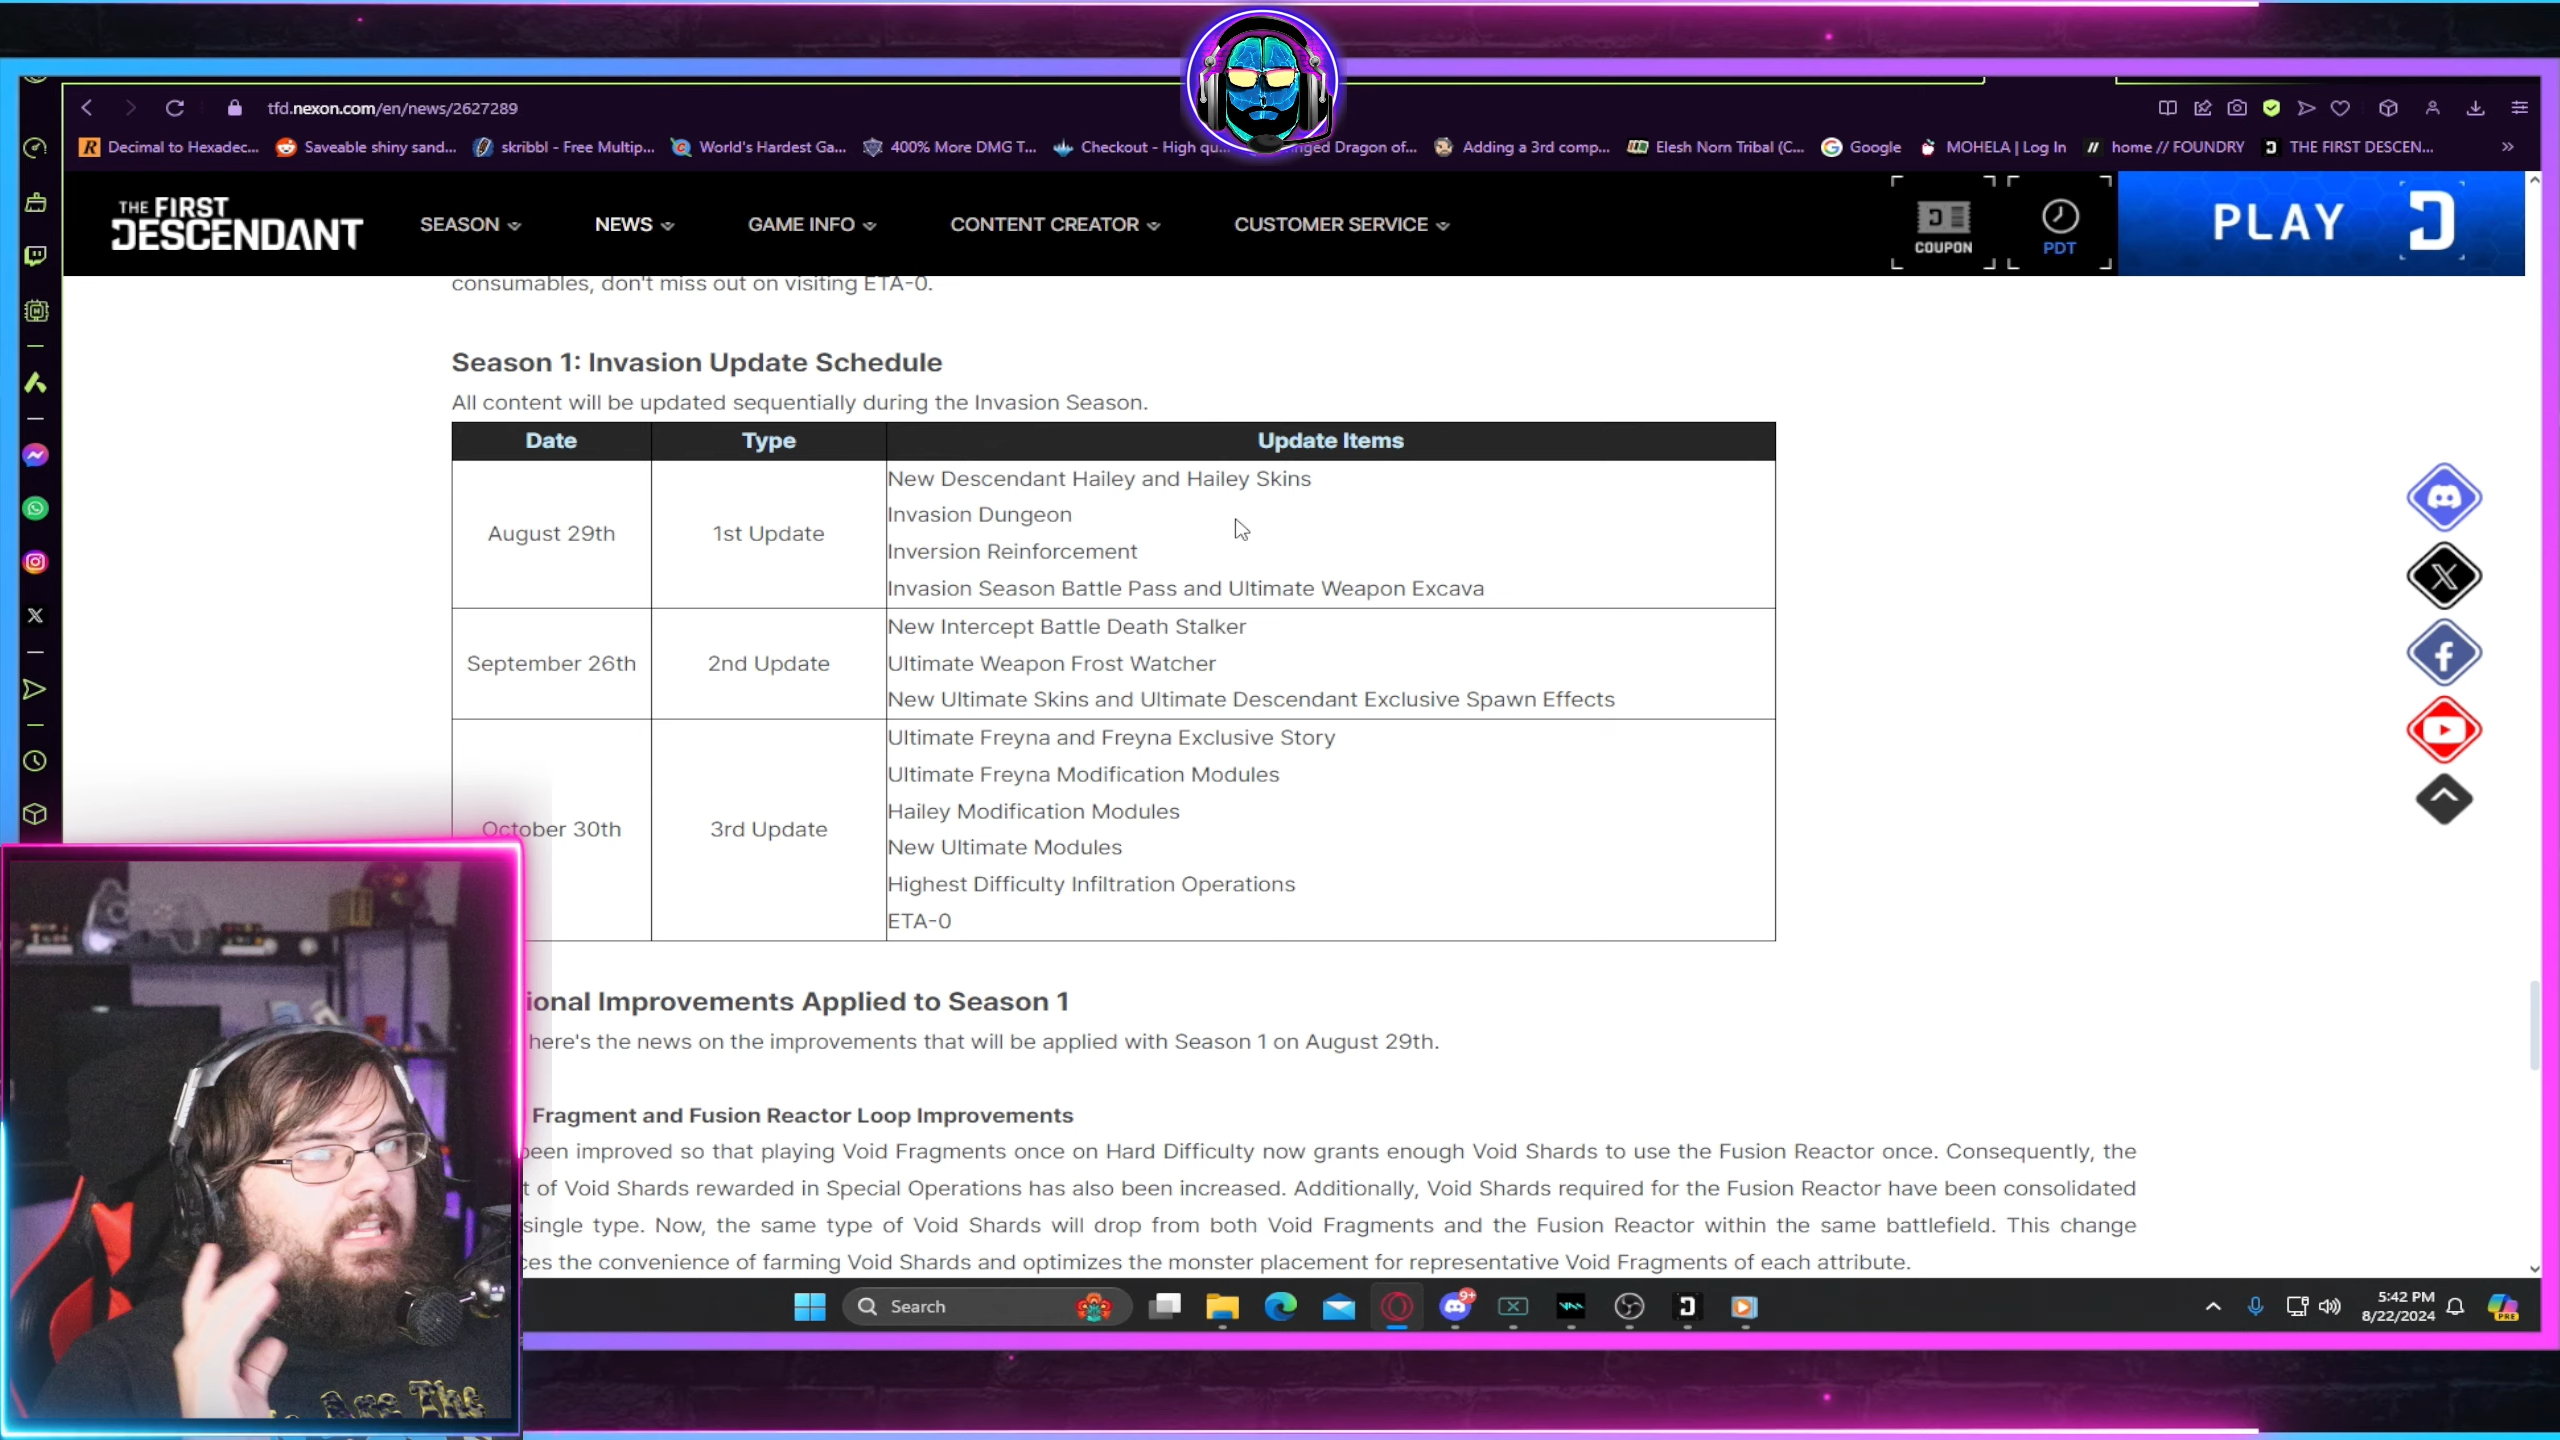 tfd.nexon.com/en/news/2627289
Decimal to Hexadec... Saveable shiny sand... skribbl - Free Multip... World's Hardest Ga... 400% More DMG T... Checkout - High qu... nged Dragon of... Adding a 3rd comp... Elesh Norn Tribal (C... Google MOHELA | Log In home // FOUNDRY THE FIRST DESCEN... »
THE FIRST DESCENDANT
SEASON NEWS GAME INFO CONTENT CREATOR CUSTOMER SERVICE COUPON PDT PLAY
consumables, don't miss out on visiting ETA-0.
Season 1: Invasion Update Schedule
All content will be updated sequentially during the Invasion Season.
Date Type Update Items
August 29th 1st Update
New Descendant Hailey and Hailey Skins
Invasion Dungeon
Inversion Reinforcement
Invasion Season Battle Pass and Ultimate Weapon Excava
September 26th 2nd Update
New Intercept Battle Death Stalker
Ultimate Weapon Frost Watcher
New Ultimate Skins and Ultimate Descendant Exclusive Spawn Effects
October 30th 3rd Update
Ultimate Freyna and Freyna Exclusive Story
Ultimate Freyna Modification Modules
Hailey Modification Modules
New Ultimate Modules
Highest Difficulty Infiltration Operations
ETA-0
ional Improvements Applied to Season 1
here's the news on the improvements that will be applied with Season 1 on August 29th.
Fragment and Fusion Reactor Loop Improvements
been improved so that playing Void Fragments once on Hard Difficulty now grants enough Void Shards to use the Fusion Reactor once. Consequently, the
t of Void Shards rewarded in Special Operations has also been increased. Additionally, Void Shards required for the Fusion Reactor have been consolidated
single type. Now, the same type of Void Shards will drop from both Void Fragments and the Fusion Reactor within the same battlefield. This change
ces the convenience of farming Void Shards and optimizes the monster placement for representative Void Fragments of each attribute.
Search
9+
5:42 PM
8/22/2024
PRE
Are The